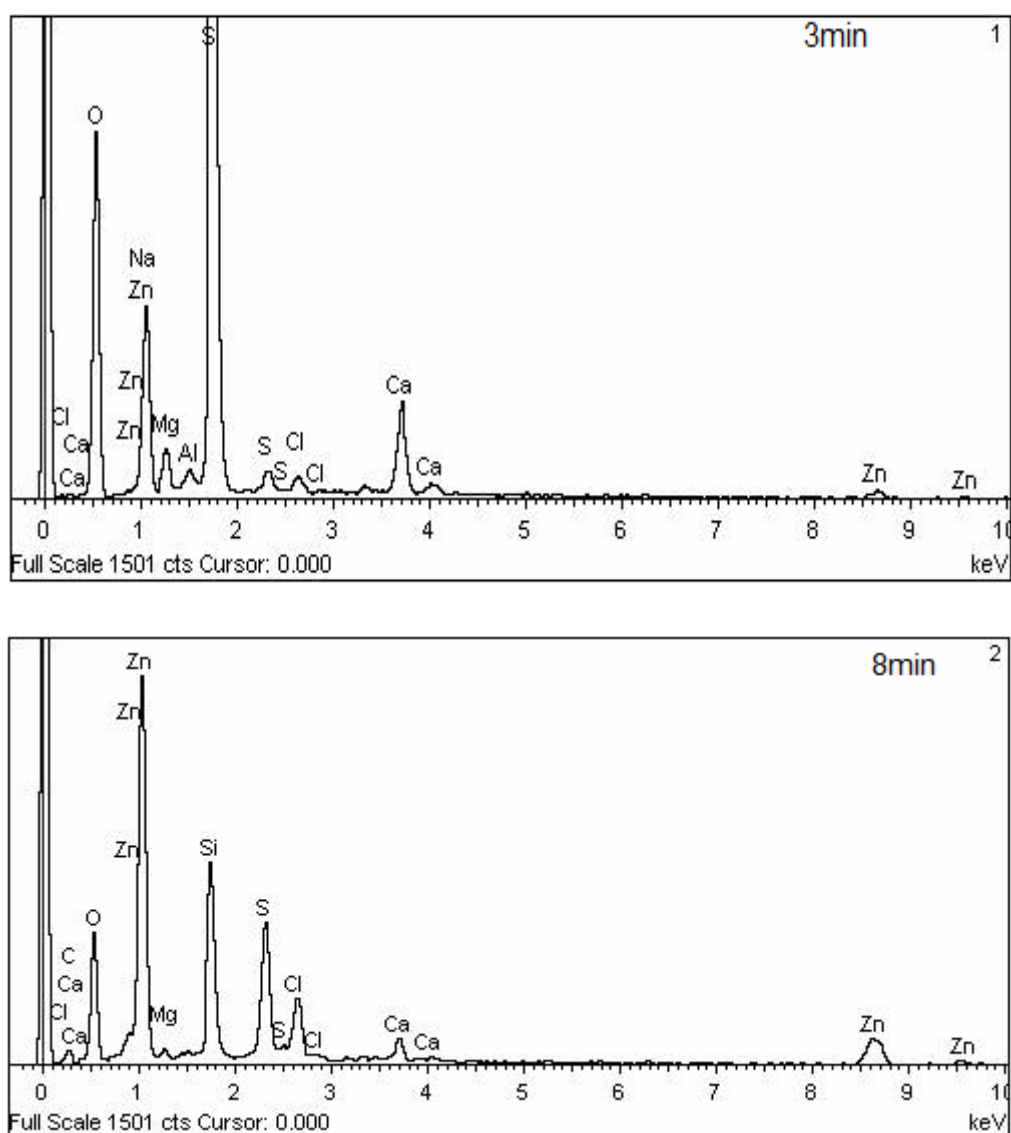 3min
1
S
O
Na
Zn
Zn
Cl
Zn
Mg
Ca
Al
Ca
S
S
Cl
Cl
Ca
Ca
Zn
Zn
0 1 2 3 4 5 6 7 8 9 10
Full Scale 1501 cts Cursor: 0.000 keV
8min
2
Zn
Zn
Zn
Si
O
S
C
Ca
Cl
Ca
Mg
S
Cl
Cl
Ca
Ca
Zn
Zn
0 1 2 3 4 5 6 7 8 9 10
Full Scale 1501 cts Cursor: 0.000 keV